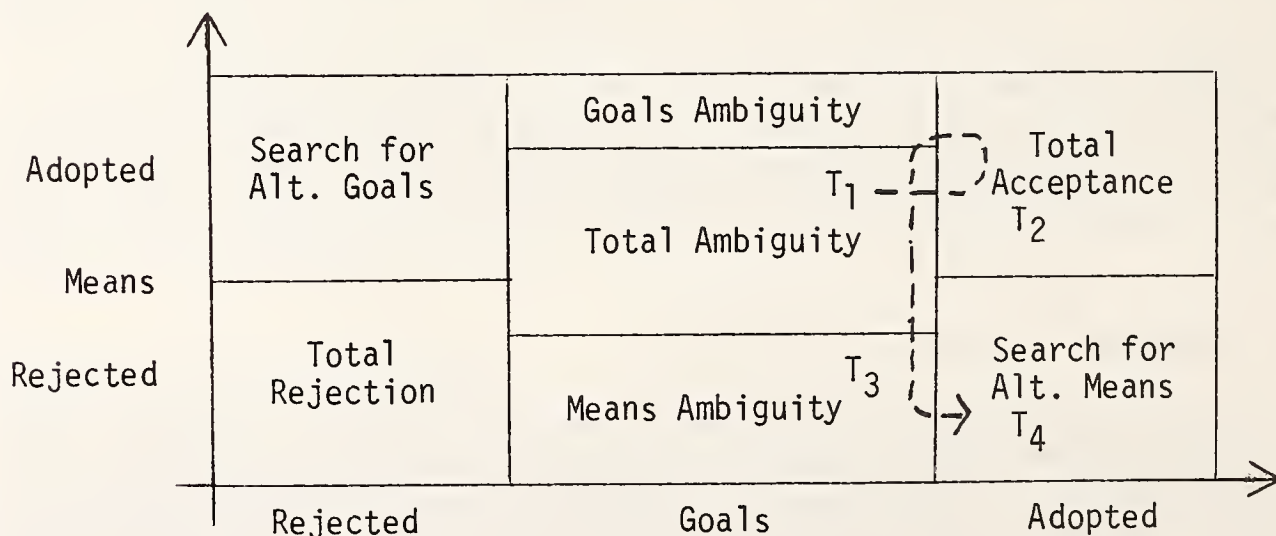 Goals Ambiguity
Adopted
Search for
Alt. Goals
Total
Acceptance
T2
T1
Total Ambiguity
Means
Rejected
Total
Rejection
Means Ambiguity
T3
Search for
Alt. Means
T4
Rejected
Goals
Adopted